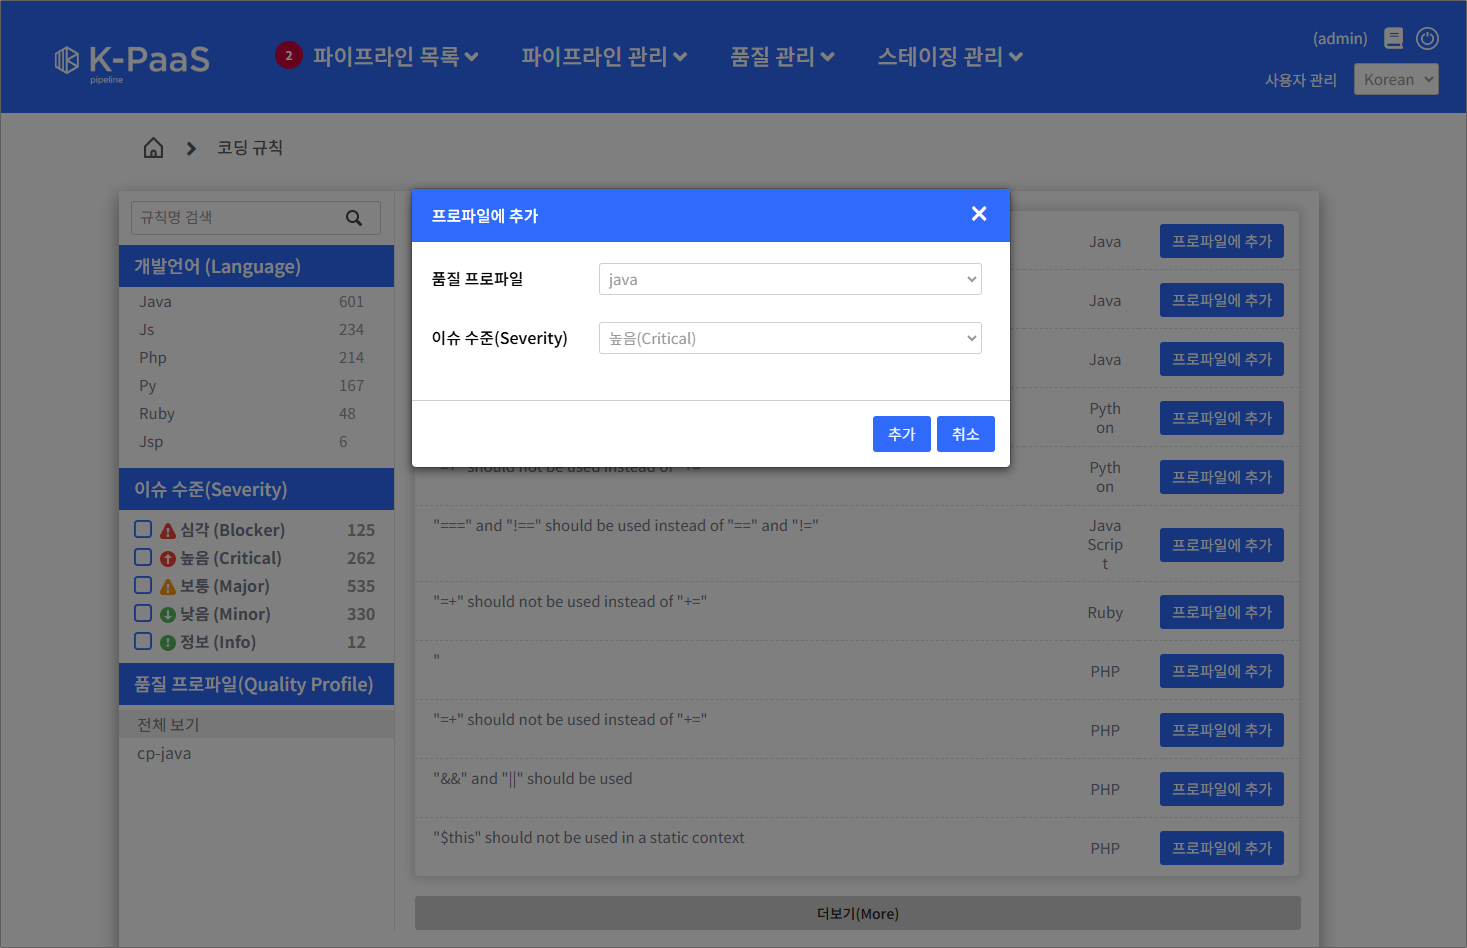 K-PaaS
pipeline
2
파이프라인 목록
파이프라인 관리
품질 관리
스테이징 관리
(admin)
사용자 관리
Korean
코딩 규칙
규칙명 검색
개발언어 (Language)
Java 601
Js 234
Php 214
Py 167
Ruby 48
Jsp 6
이슈 수준(Severity)
심각 (Blocker) 125
높음 (Critical) 262
보통 (Major) 535
낮음 (Minor) 330
정보 (Info) 12
품질 프로파일(Quality Profile)
전체 보기
cp-java
프로파일에 추가
품질 프로파일 java
이슈 수준(Severity) 높음(Critical)
추가 취소
Java 프로파일에 추가
Java 프로파일에 추가
Java 프로파일에 추가
Pyth
on
프로파일에 추가
"=+" should not be used instead of "+="
Pyth
on
프로파일에 추가
"===" and "!==" should be used instead of "==" and "!="
Java
Scrip
t
프로파일에 추가
"=+" should not be used instead of "+="
Ruby 프로파일에 추가
"
PHP 프로파일에 추가
"=+" should not be used instead of "+="
PHP 프로파일에 추가
"&&" and "||" should be used
PHP 프로파일에 추가
"$this" should not be used in a static context
PHP 프로파일에 추가
더보기(More)